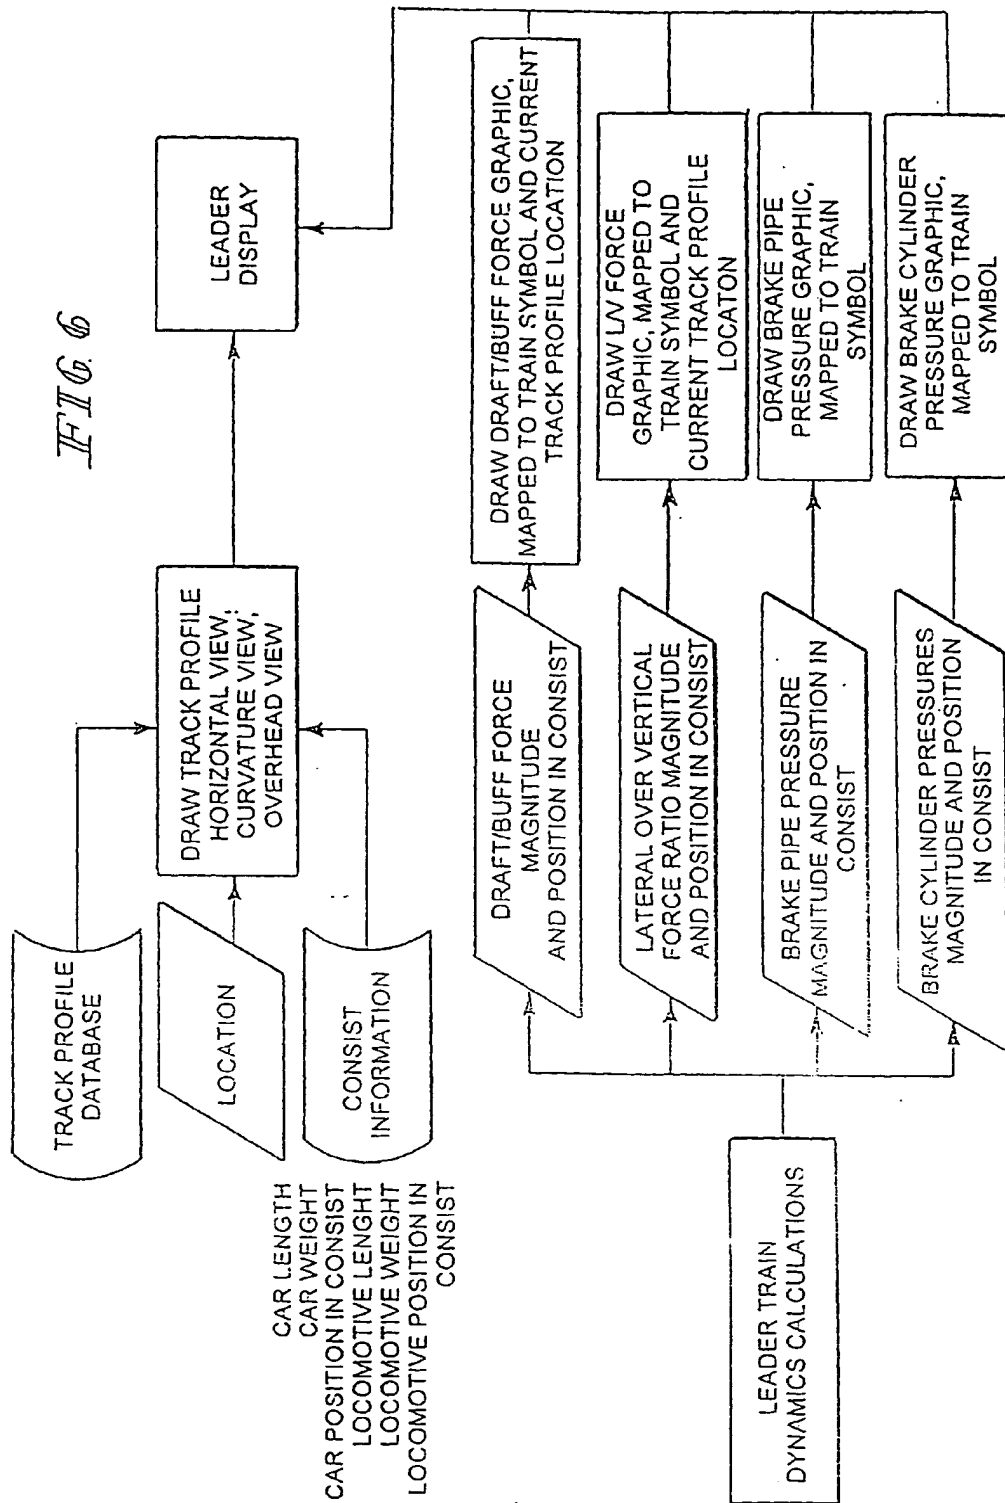 FIG. 6
TRACK PROFILE
DATABASE
LOCATION
CONSIST
INFORMATION
CAR LENGTH
CAR WEIGHT
CAR POSITION IN CONSIST
LOCOMOTIVE LENGHT
LOCOMOTIVE WEIGHT
LOCOMOTIVE POSITION IN
CONSIST
DRAW TRACK PROFILE
HORIZONTAL VIEW;
CURVATURE VIEW,
OVERHEAD VIEW
LEADER
DISPLAY
LEADER TRAIN
DYNAMICS CALCULATIONS
DRAFT/BUFF FORCE
MAGNITUDE
AND POSITION IN CONSIST
LATERAL OVER VERTICAL
FORCE RATIO MAGNITUDE
AND POSITION IN CONSIST
BRAKE PIPE PRESSURE
MAGNITUDE AND POSITION IN
CONSIST
BRAKE CYLINDER PRESSURES
MAGNITUDE AND POSITION
IN CONSIST
DRAW DRAFT/BUFF FORCE GRAPHIC,
MAPPED TO TRAIN SYMBOL AND CURRENT
TRACK PROFILE LOCATION
DRAW L/V FORCE
GRAPHIC, MAPPED TO
TRAIN SYMBOL AND
CURRENT TRACK PROFILE
LOCATON
DRAW BRAKE PIPE
PRESSURE GRAPHIC,
MAPPED TO TRAIN
SYMBOL
DRAW BRAKE CYLINDER
PRESSURE GRAPHIC,
MAPPED TO TRAIN
SYMBOL